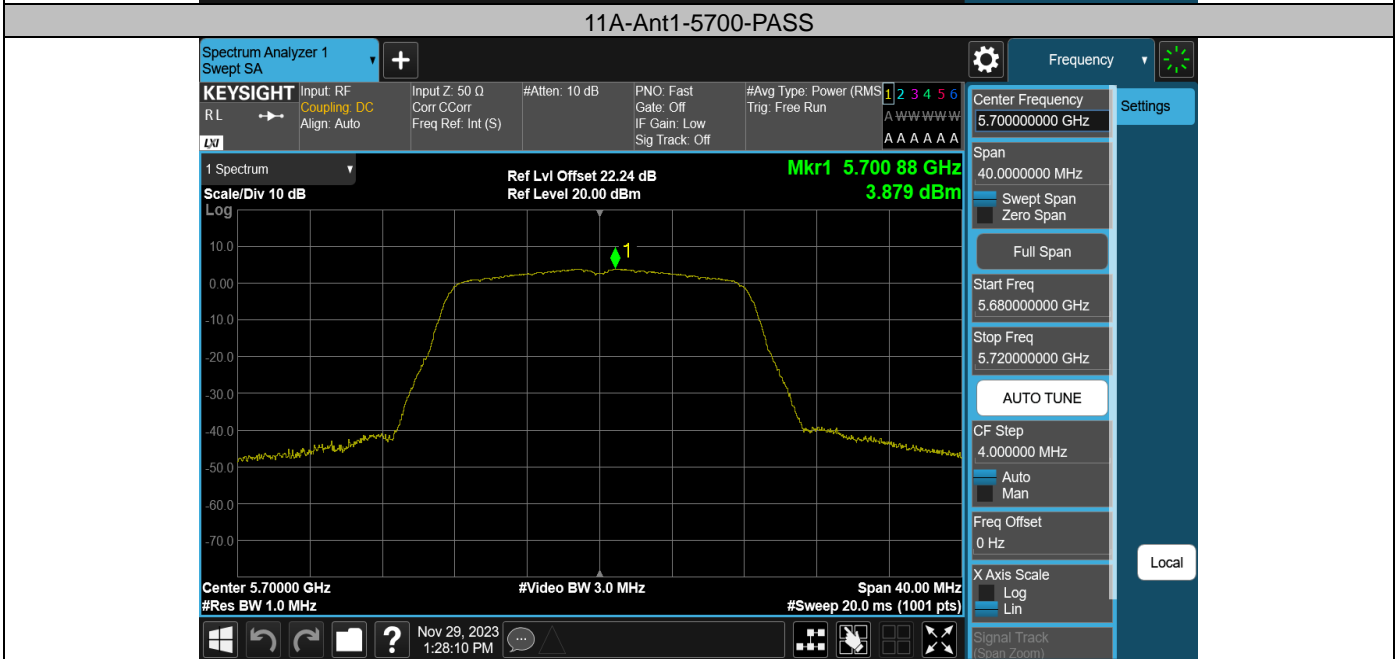 11A-Ant1-5700-PASS
Spectrum Analyzer 1
Swept SA
Frequency
KEYSIGHT
RL
LXI
Input: RF
Coupling: DC
Align: Auto
Input Z: 50 Ω
Corr CCorr
Freq Ref: Int (S)
#Atten: 10 dB
PNO: Fast
Gate: Off
IF Gain: Low
Sig Track: Off
#Avg Type: Power (RMS
Trig: Free Run
1 2 3 4 5 6
A W W W W W
A A A A A A
1 Spectrum
Scale/Div 10 dB
Log
Ref Lvl Offset 22.24 dB
Ref Level 20.00 dBm
Mkr1 5.700 88 GHz
3.879 dBm
1
10.0
0.00
-10.0
-20.0
-30.0
-40.0
-50.0
-60.0
-70.0
Center 5.70000 GHz
#Res BW 1.0 MHz
#Video BW 3.0 MHz
Span 40.00 MHz
#Sweep 20.0 ms (1001 pts)
?
Nov 29, 2023
1:28:10 PM
Center Frequency
5.700000000 GHz
Settings
Span
40.0000000 MHz
Swept Span
Zero Span
Full Span
Start Freq
5.680000000 GHz
Stop Freq
5.720000000 GHz
AUTO TUNE
CF Step
4.000000 MHz
Auto
Man
Freq Offset
0 Hz
X Axis Scale
Log
Lin
Local
Signal Track
(Span Zoom)